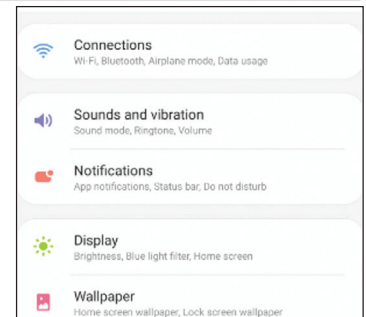 Connections
Wi-Fi, Bluetooth, Airplane mode, Data usage
Sounds and vibration
Sound mode, Ringtone, Volume
Notifications
App notifications, Status bar, Do not disturb
Display
Brightness, Blue light filter, Home screen
Wallpaper
Home screen wallpaper, Lock screen wallpaper